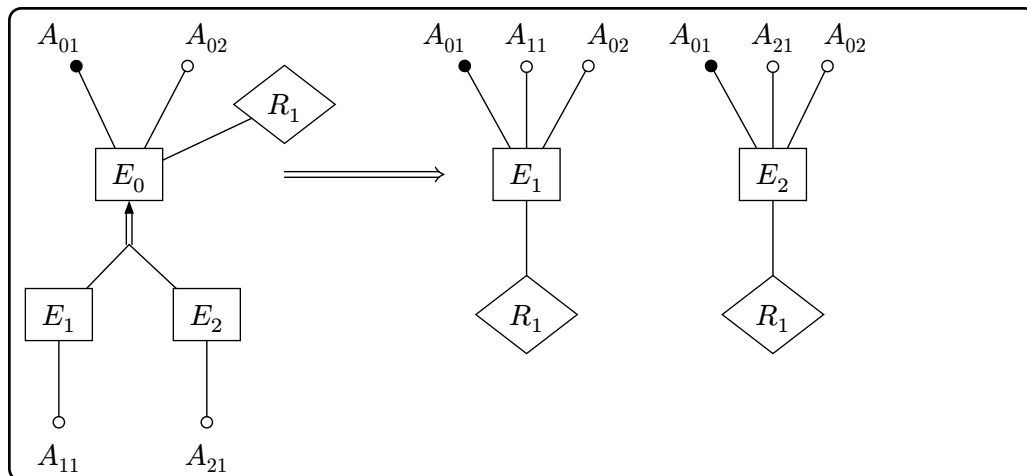 A₀₁ A₀₂ A₀₁ A₁₁ A₀₂ A₀₁ A₂₁ A₀₂
R₁
E₀ E₁ E₂
E₁ E₂ R₁ R₁
A₁₁ A₂₁